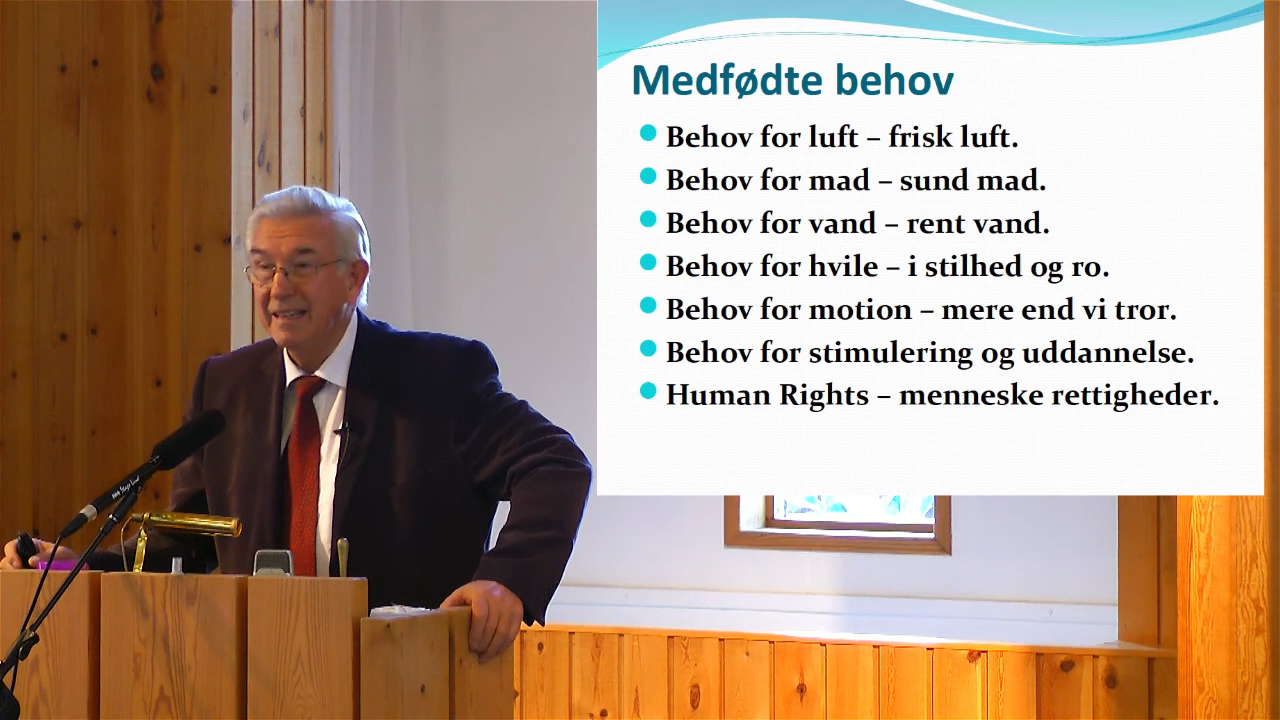 Medfødte behov
Behov for luft – frisk luft.
Behov for mad – sund mad.
Behov for vand – rent vand.
Behov for hvile – i stilhed og ro.
Behov for motion – mere end vi tror.
Behov for stimulering og uddannelse.
Human Rights – menneske rettigheder.